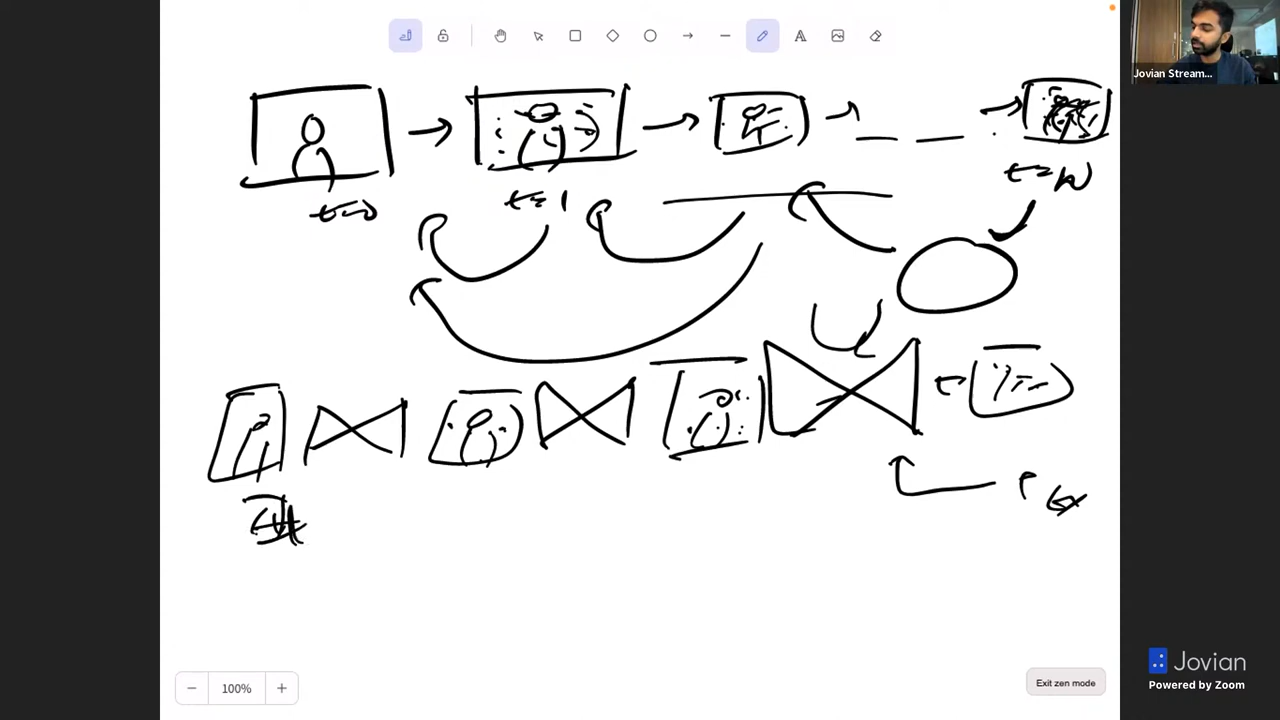 Jovian Stream...
t=0
t=1
t=N
100%
Exit zen mode
Jovian
Powered by Zoom